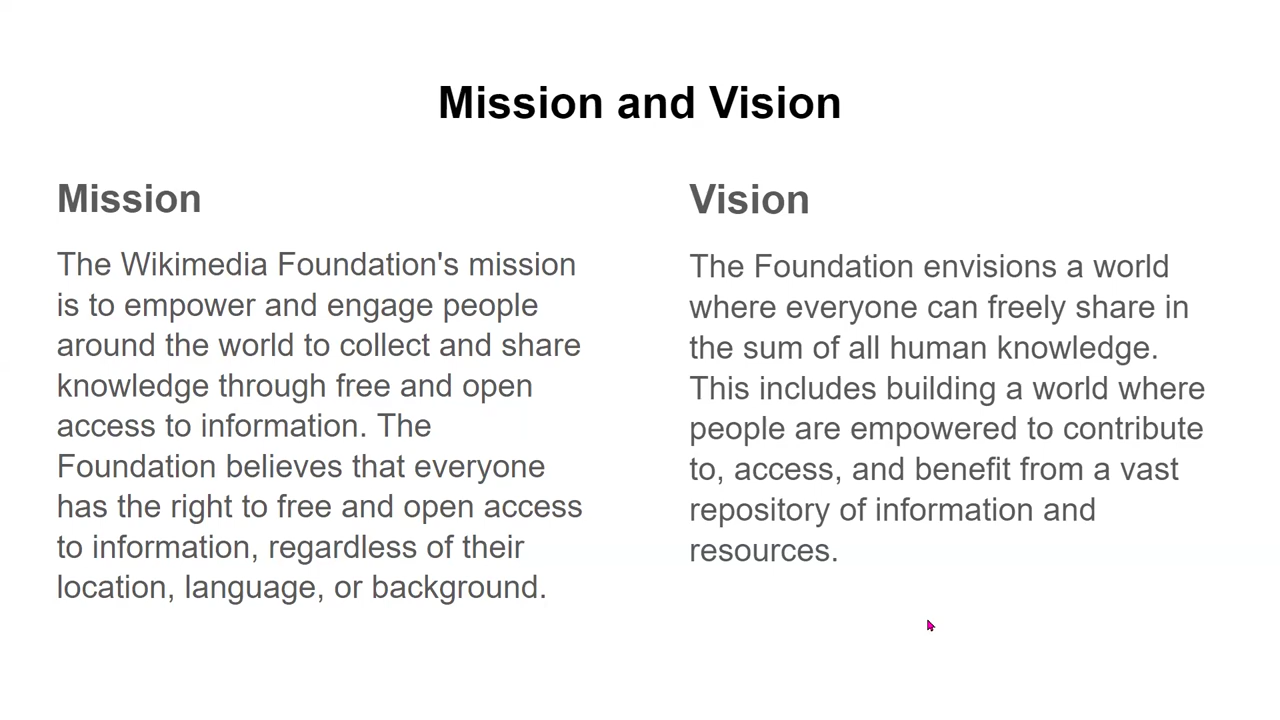 Mission and Vision
Mission
The Wikimedia Foundation's mission
is to empower and engage people
around the world to collect and share
knowledge through free and open
access to information. The
Foundation believes that everyone
has the right to free and open access
to information, regardless of their
location, language, or background.
Vision
The Foundation envisions a world
where everyone can freely share in
the sum of all human knowledge.
This includes building a world where
people are empowered to contribute
to, access, and benefit from a vast
repository of information and
resources.